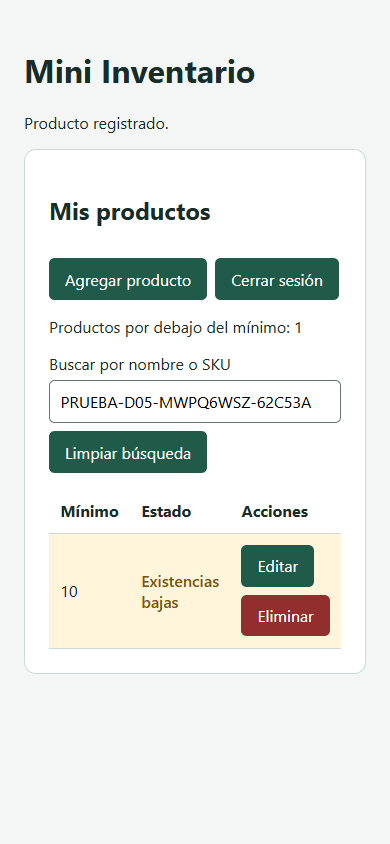 Mini Inventario
Producto registrado.
Mis productos
Agregar producto
Cerrar sesión
Productos por debajo del mínimo: 1
Buscar por nombre o SKU
PRUEBA-D05-MWPQ6WSZ-62C53A
Limpiar búsqueda
Mínimo Estado Acciones
10
Existencias
bajas
Editar
Eliminar